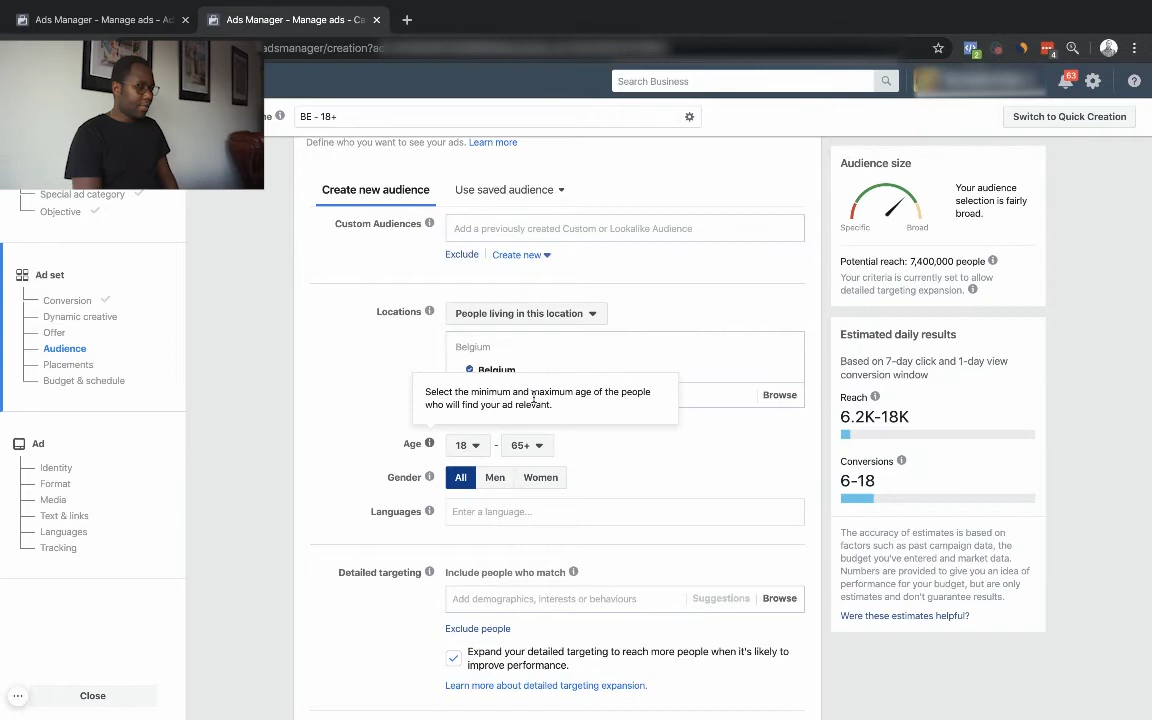 Ads Manager - Manage ads - Ad
Ads Manager - Manage ads - Ca
adsmanager/creation?ac
2
4
Search Business
63
BE - 18+
Switch to Quick Creation
Define who you want to see your ads. Learn more
Create new audience
Use saved audience
Custom Audiences
Add a previously created Custom or Lookalike Audience
Exclude
Create new
Locations
People living in this location
Belgium
Belgium
Browse
Select the minimum and maximum age of the people
who will find your ad relevant.
Age
18 - 65+
Gender
All
Men
Women
Languages
Enter a language...
Detailed targeting
Include people who match
Add demographics, interests or behaviours
Suggestions
Browse
Exclude people
Expand your detailed targeting to reach more people when it's likely to
improve performance.
Learn more about detailed targeting expansion.
Special ad category
Objective
Ad set
Conversion
Dynamic creative
Offer
Audience
Placements
Budget & schedule
Ad
Identity
Format
Media
Text & links
Languages
Tracking
Close
Audience size
Your audience
selection is fairly
broad.
Specific
Broad
Potential reach: 7,400,000 people
Your criteria is currently set to allow
detailed targeting expansion.
Estimated daily results
Based on 7-day click and 1-day view
conversion window
Reach
6.2K-18K
Conversions
6-18
The accuracy of estimates is based on
factors such as past campaign data, the
budget you've entered and market data.
Numbers are provided to give you an idea of
performance for your budget, but are only
estimates and don't guarantee results.
Were these estimates helpful?